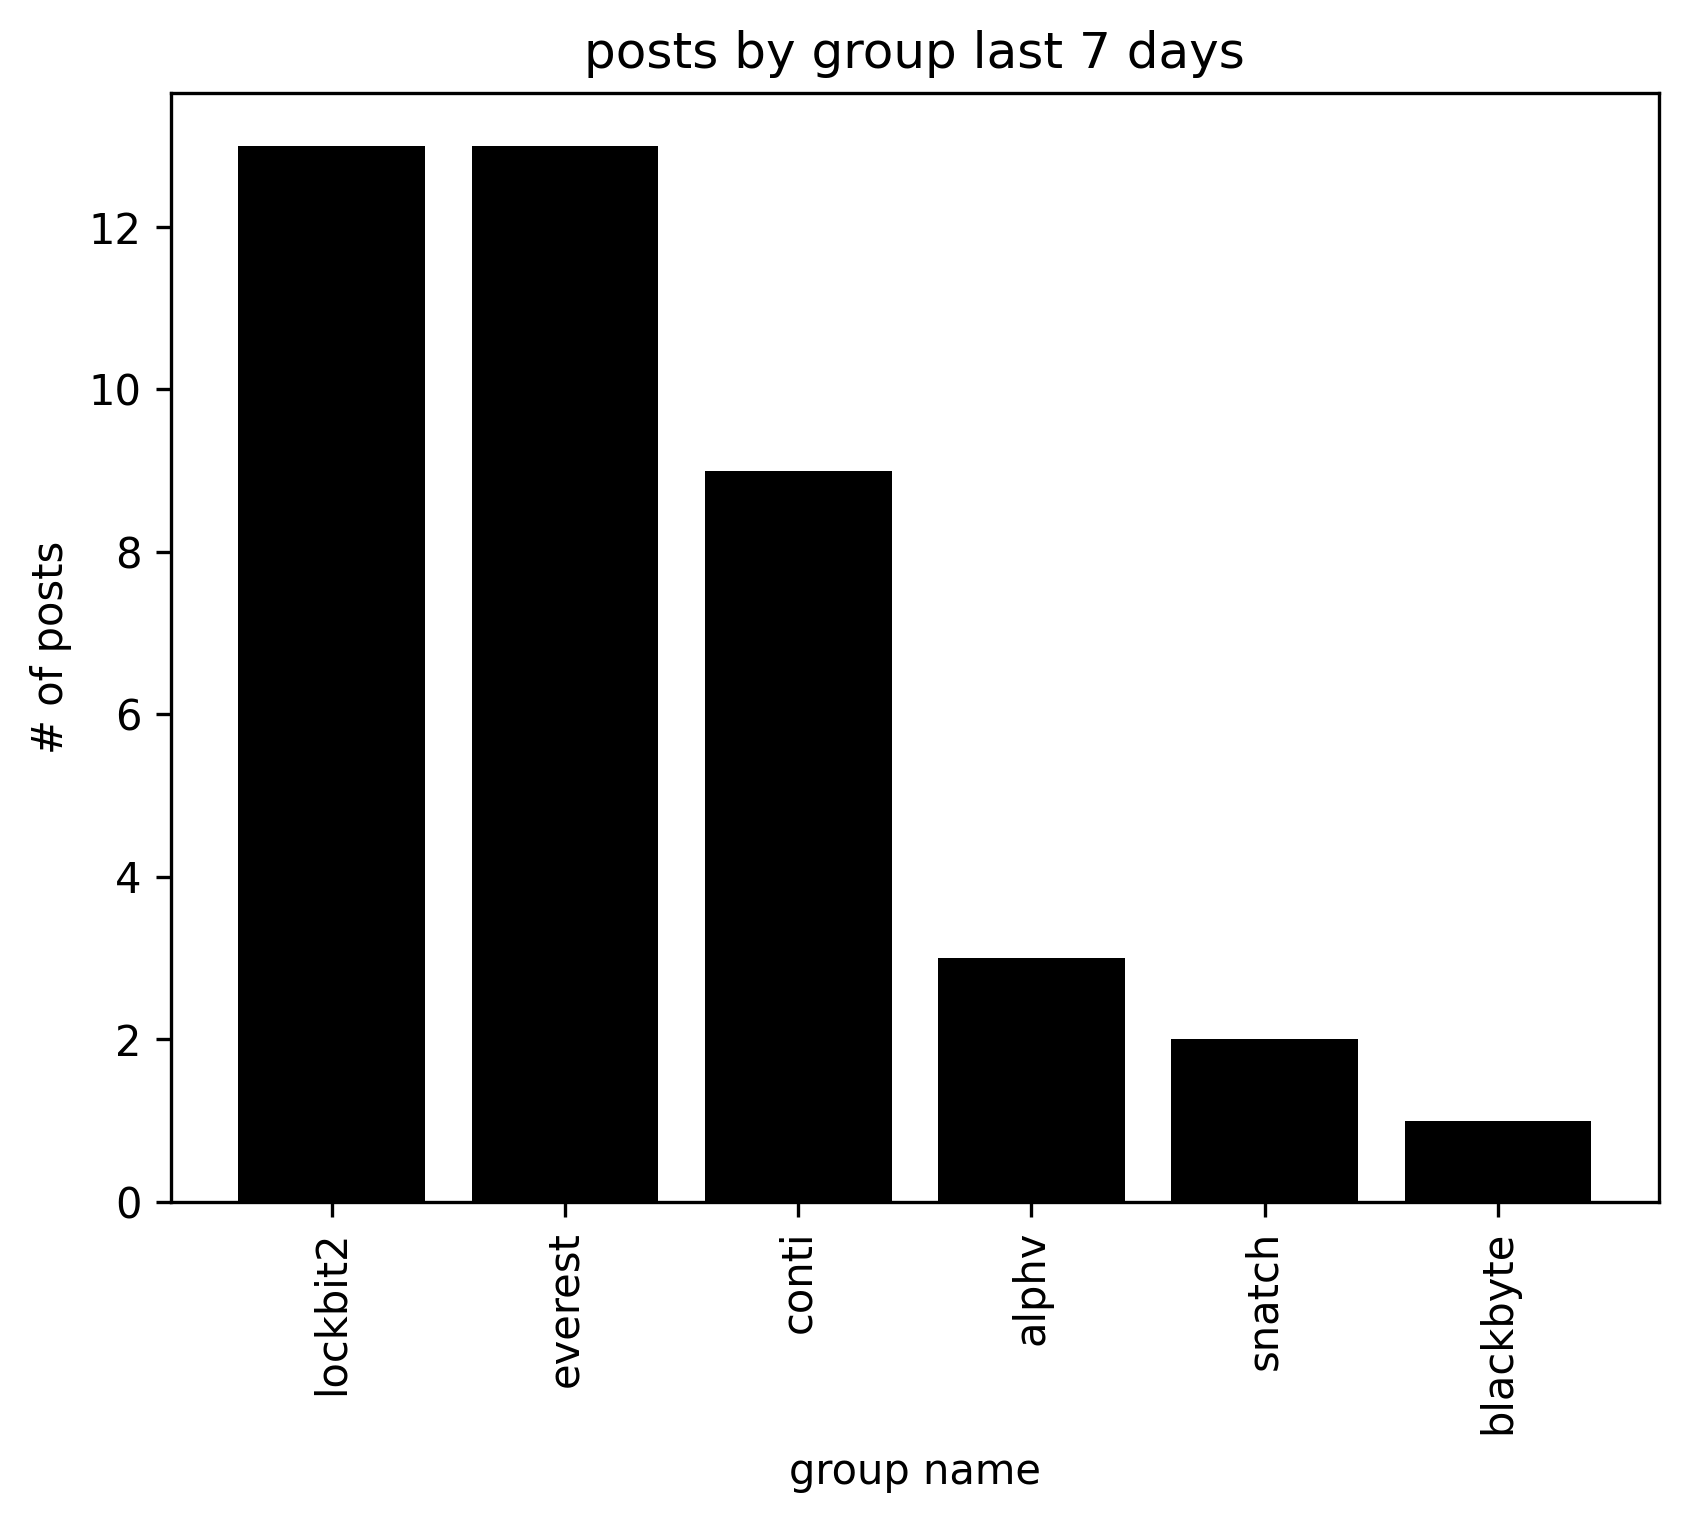 posts by group last 7 days
# of posts
12
10
8
6
4
2
0
lockbit2
everest
conti
alphv
snatch
blackbyte
group name